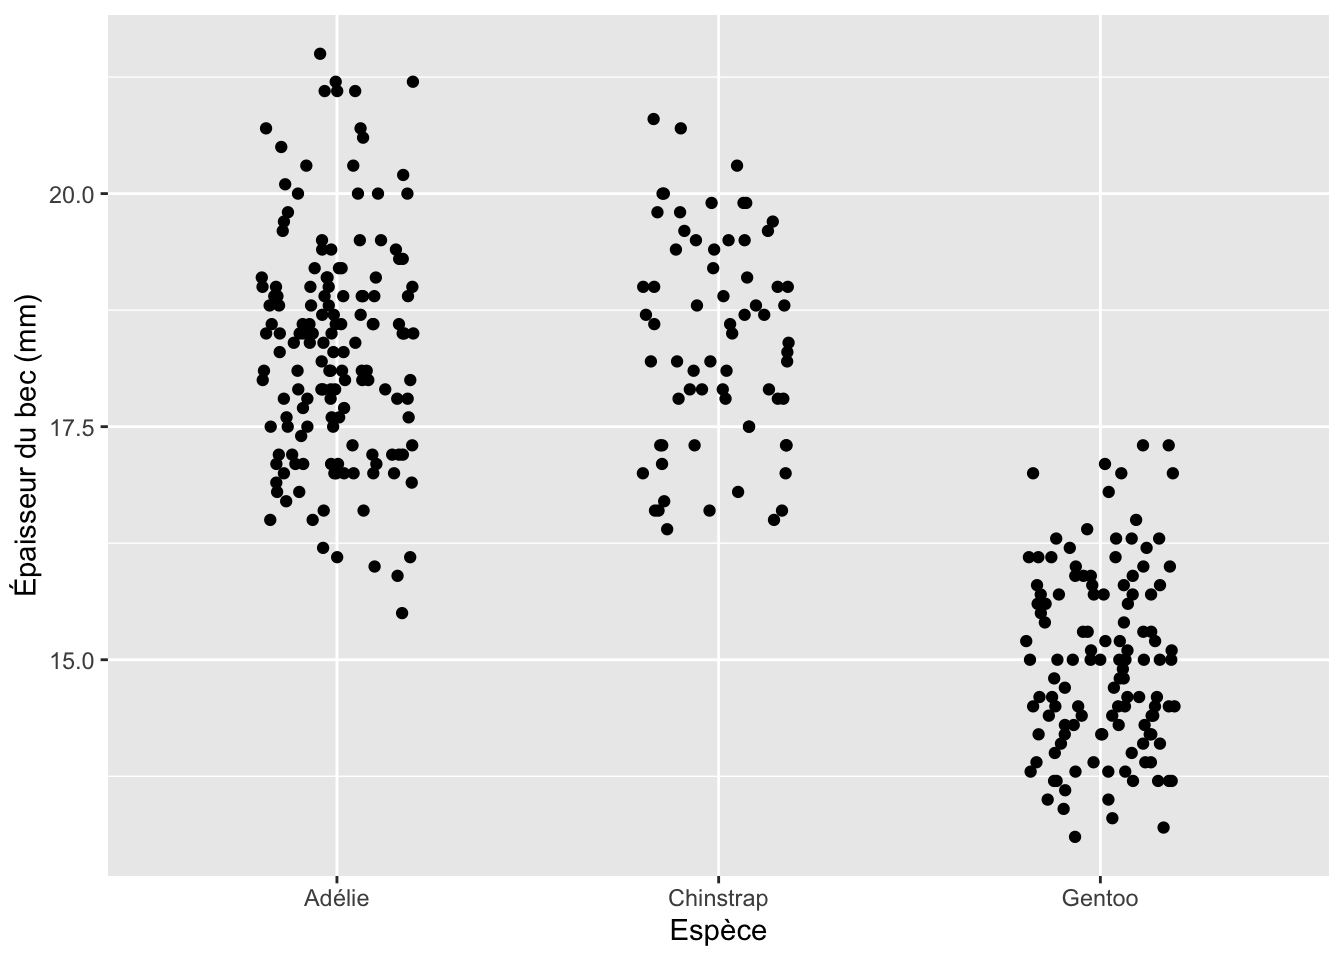 Épaisseur du bec (mm)
20.0
17.5
15.0
Adélie
Chinstrap
Gentoo
Espèce